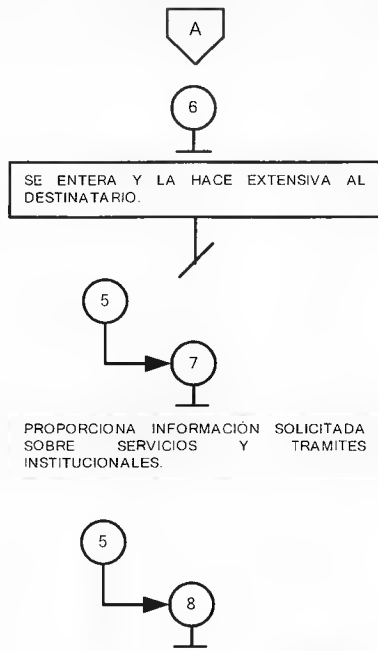 A
6
SE ENTERA Y LA HACE EXTENSIVA AL
DESTINATARIO.
5
7
PROPORCIONA INFORMACIÓN SOLICITADA
SOBRE SERVICIOS Y TRAMITES
INSTITUCIONALES.
5
8